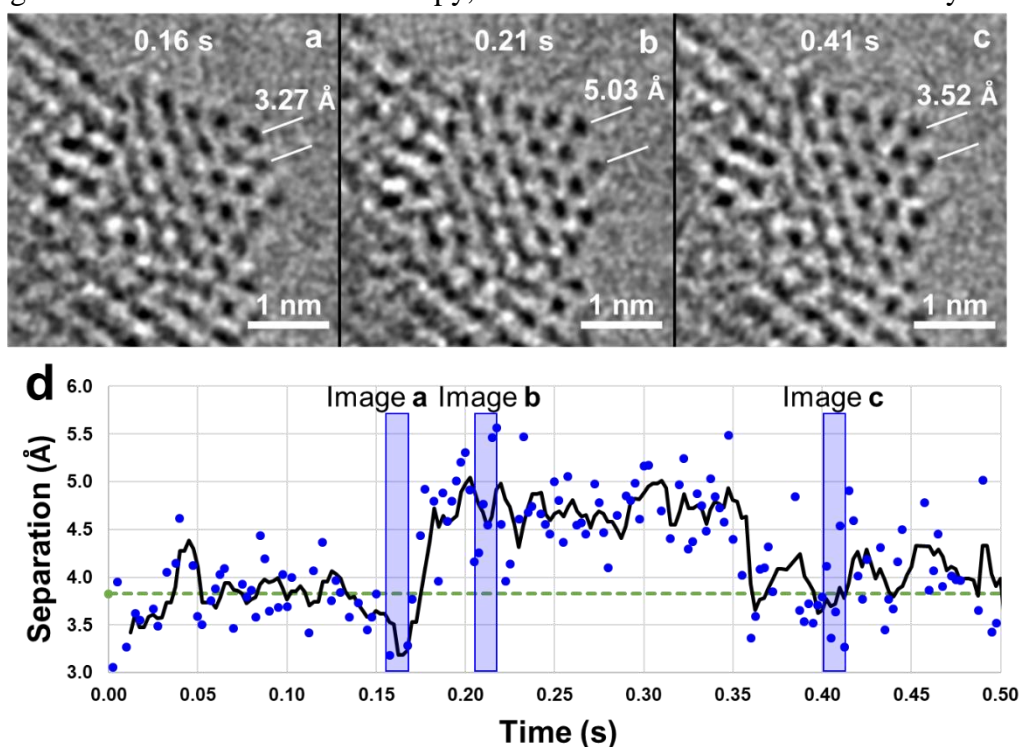 0.16 s a
3.27 Å
1 nm
0.21 s b
5.03 Å
1 nm
0.41 s c
3.52 Å
1 nm
d
Image a Image b Image c
Separation (Å)
6.0
5.5
5.0
4.5
4.0
3.5
3.0
0.00 0.05 0.10 0.15 0.20 0.25 0.30 0.35 0.40 0.45 0.50
Time (s)